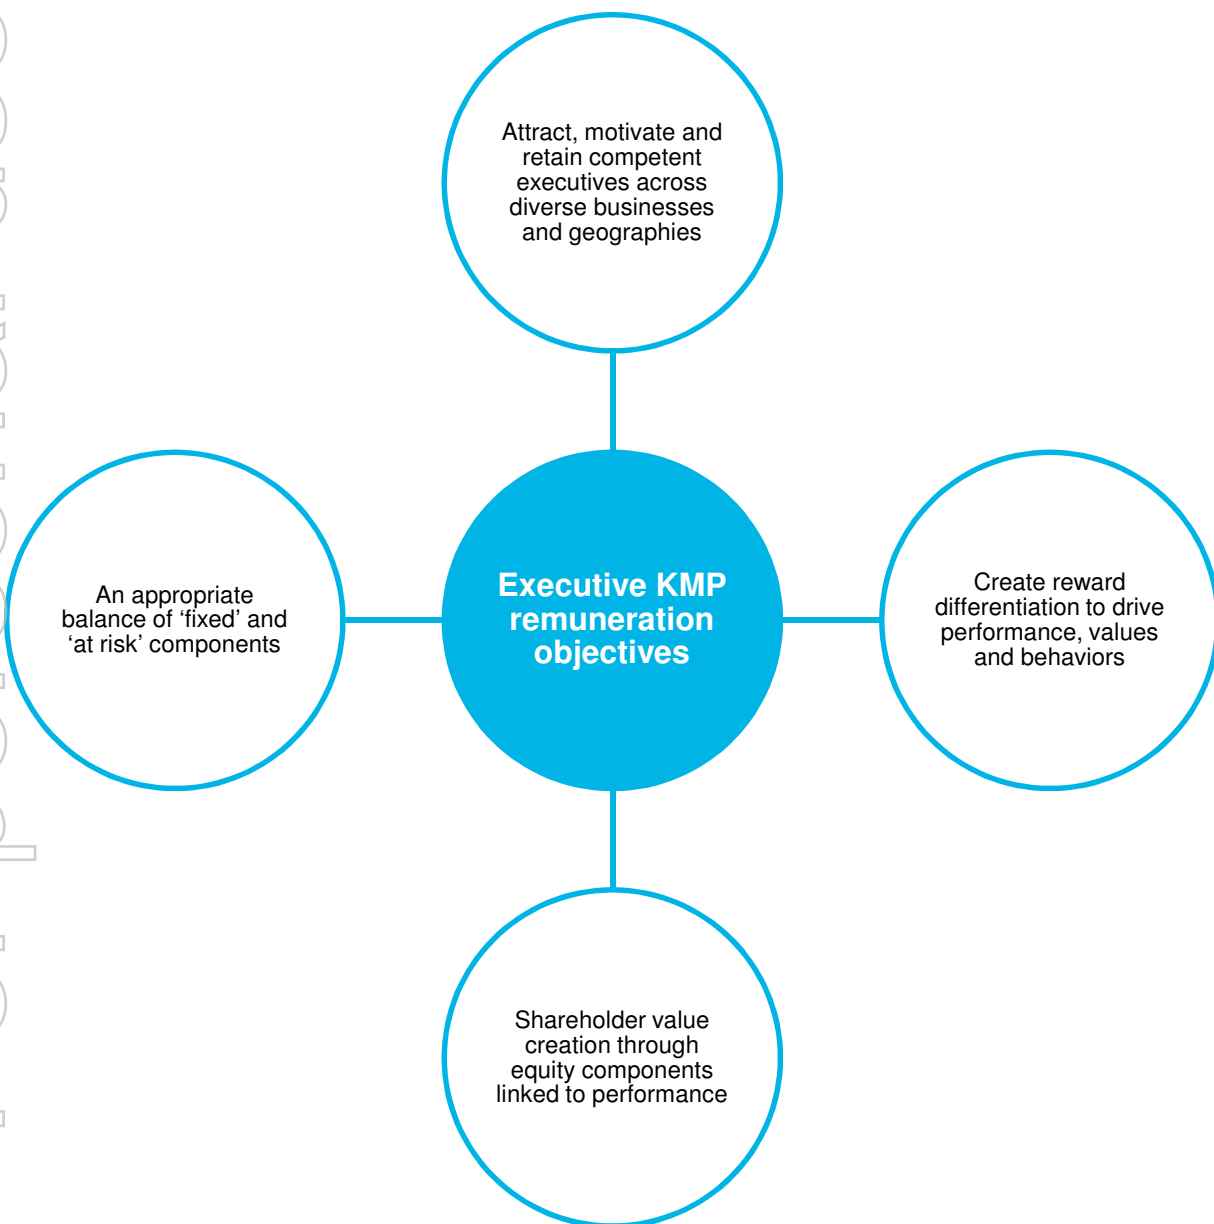 Attract, motivate and
retain competent
executives across
diverse businesses
and geographies
An appropriate
balance of ‘fixed’ and
‘at risk’ components
Executive KMP
remuneration
objectives
Create reward
differentiation to drive
performance, values
and behaviors
Shareholder value
creation through
equity components
linked to performance